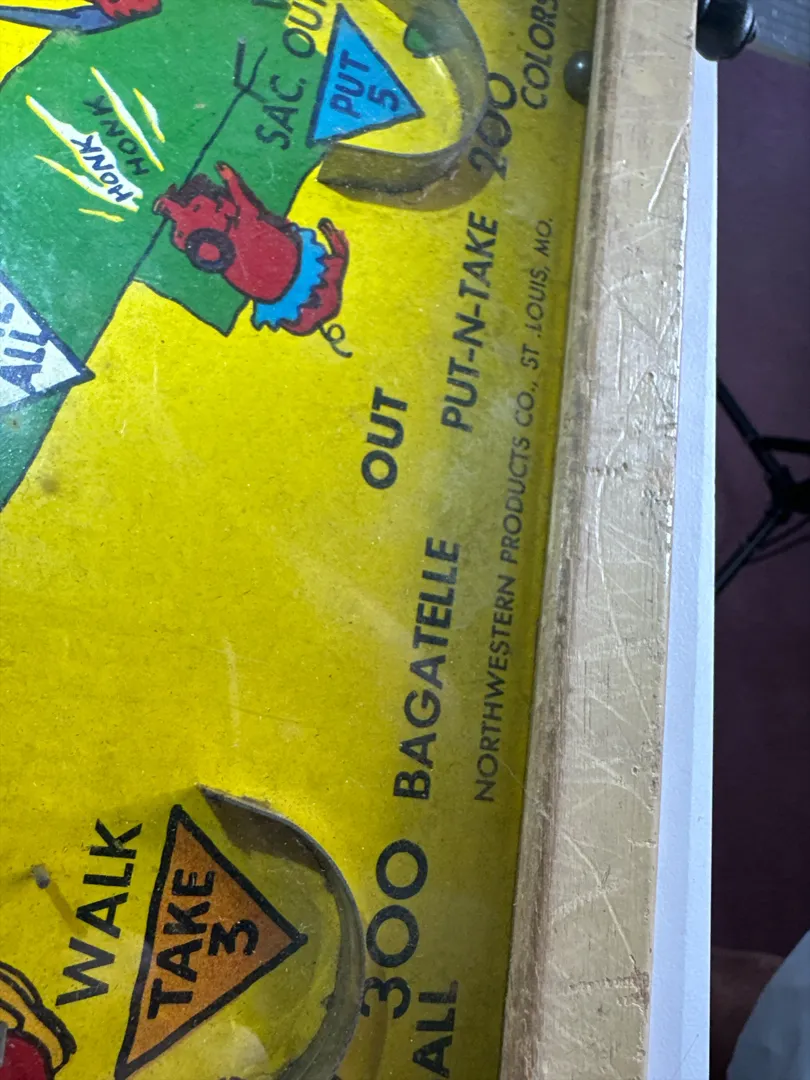 SAC. OUT
PUT
5
200
COLORS
HONK
HONK
OUT
PUT-N-TAKE
BAGATELLE
NORTHWESTERN PRODUCTS CO., ST .LOUIS, MO.
WALK
TAKE
3
300
ALL